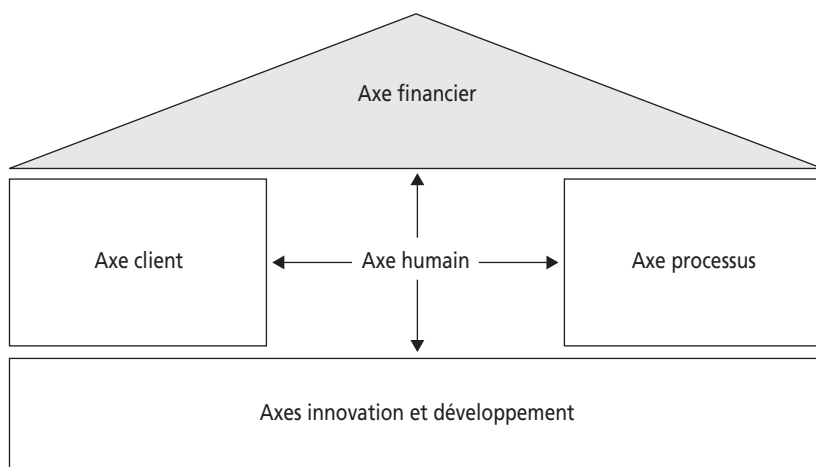 Axe financier
Axe client
Axe humain
Axe processus
Axes innovation et développement